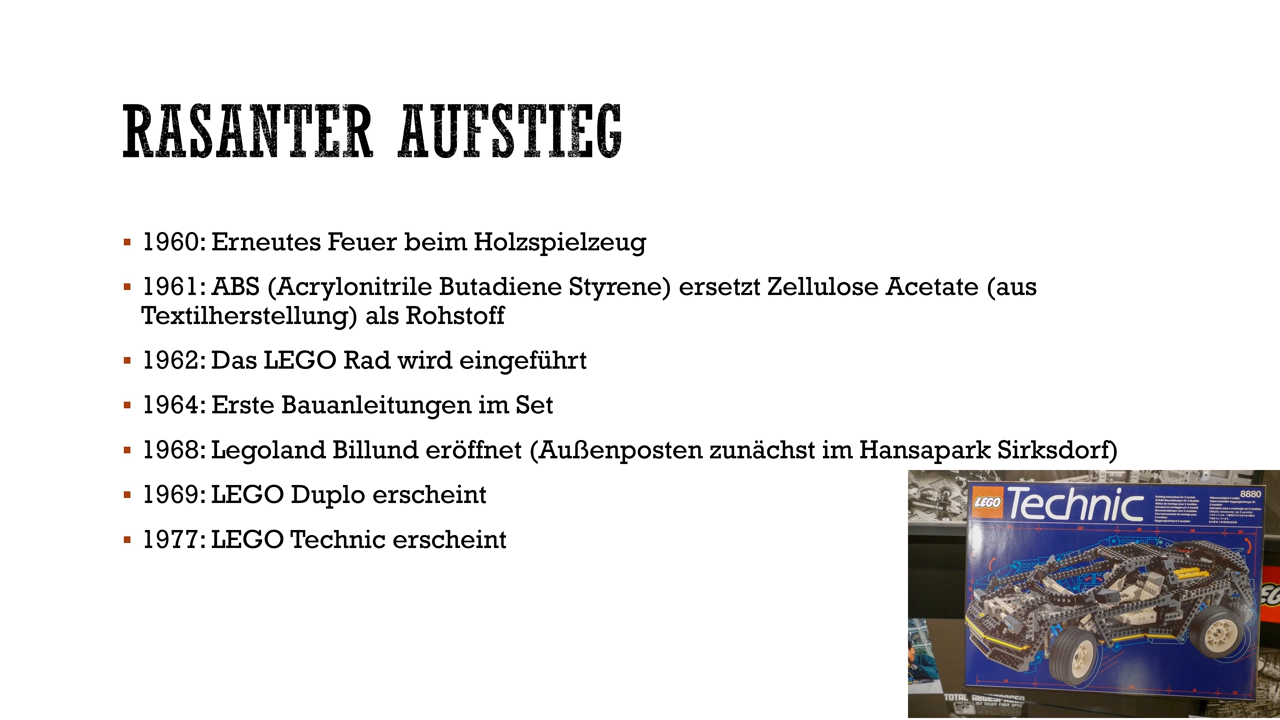 RASANTER AUFSTIEG
1960: Erneutes Feuer beim Holzspielzeug
1961: ABS (Acrylonitrile Butadiene Styrene) ersetzt Zellulose Acetate (aus
Textilherstellung) als Rohstoff
1962: Das LEGO Rad wird eingeführt
1964: Erste Bauanleitungen im Set
1968: Legoland Billund eröffnet (Außenposten zunächst im Hansapark Sirksdorf)
1969: LEGO Duplo erscheint
1977: LEGO Technic erscheint
LEGO Technic
8880
TOTAL ABGESPACED